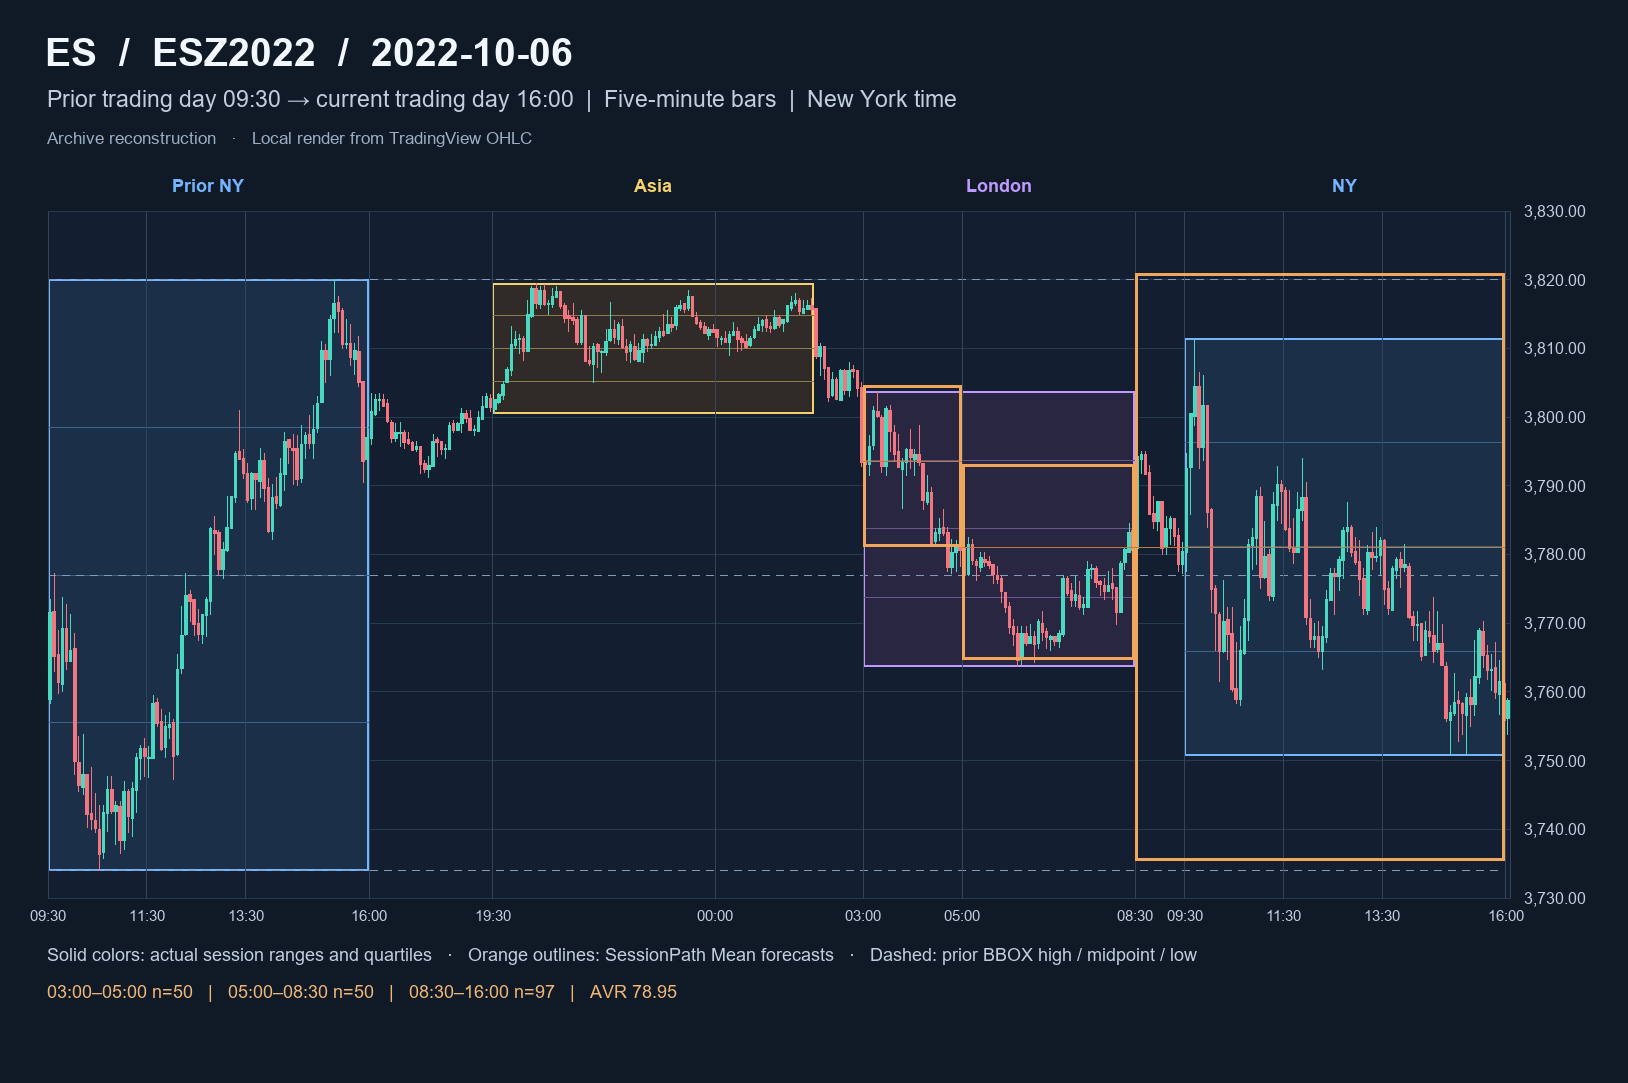 ES / ESZ2022 / 2022-10-06
Prior trading day 09:30 → current trading day 16:00 | Five-minute bars | New York time
Archive reconstruction · Local render from TradingView OHLC
Prior NY Asia London NY
3,830.00
3,820.00
3,810.00
3,800.00
3,790.00
3,780.00
3,770.00
3,760.00
3,750.00
3,740.00
3,730.00
09:30 11:30 13:30 16:00 19:30 00:00 03:00 05:00 08:30 09:30 11:30 13:30 16:00
Solid colors: actual session ranges and quartiles · Orange outlines: SessionPath Mean forecasts · Dashed: prior BBOX high / midpoint / low
03:00–05:00 n=50 | 05:00–08:30 n=50 | 08:30–16:00 n=97 | AVR 78.95